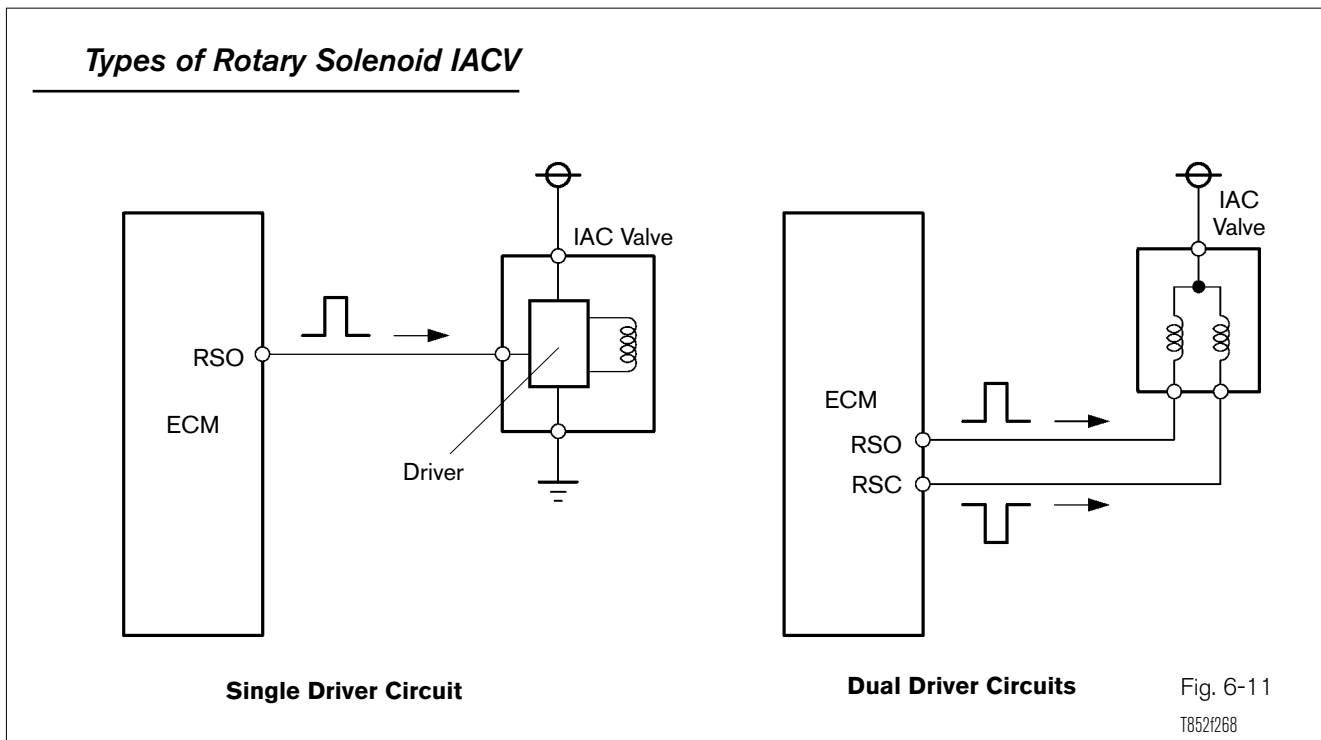 Types of Rotary Solenoid IACV
IAC Valve
RSO
ECM
Driver
Single Driver Circuit
IAC
Valve
ECM
RSO
RSC
Dual Driver Circuits
Fig. 6-11
T852f268